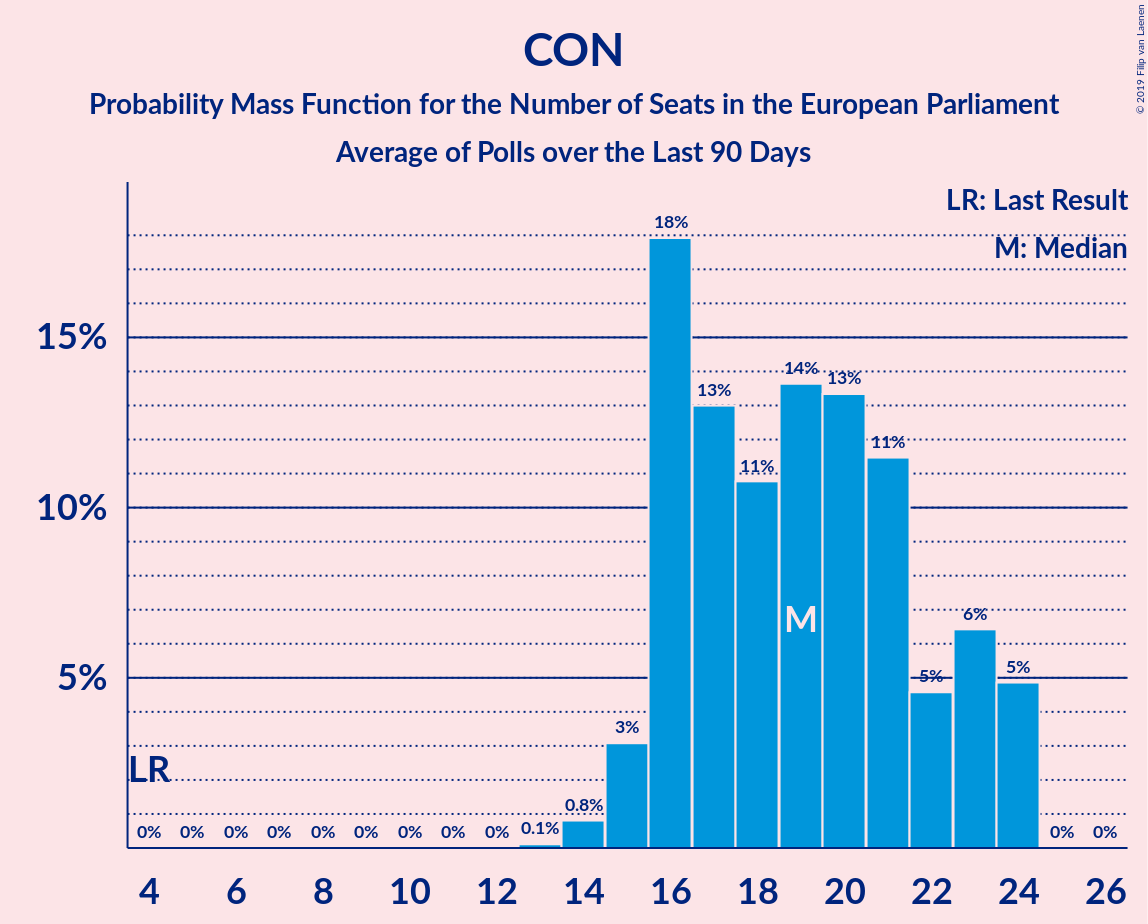 CON
Probability Mass Function for the Number of Seats in the European Parliament
Average of Polls over the Last 90 Days
© 2019 Filip van Laenen
LR: Last Result
M: Median
18%
15%
14%
13%
13%
11%
11%
10%
M
6%
5%
5%
5%
3%
LR
0.8%
0.1%
0% 0% 0% 0% 0% 0% 0% 0% 0% 0% 0%
4 6 8 10 12 14 16 18 20 22 24 26